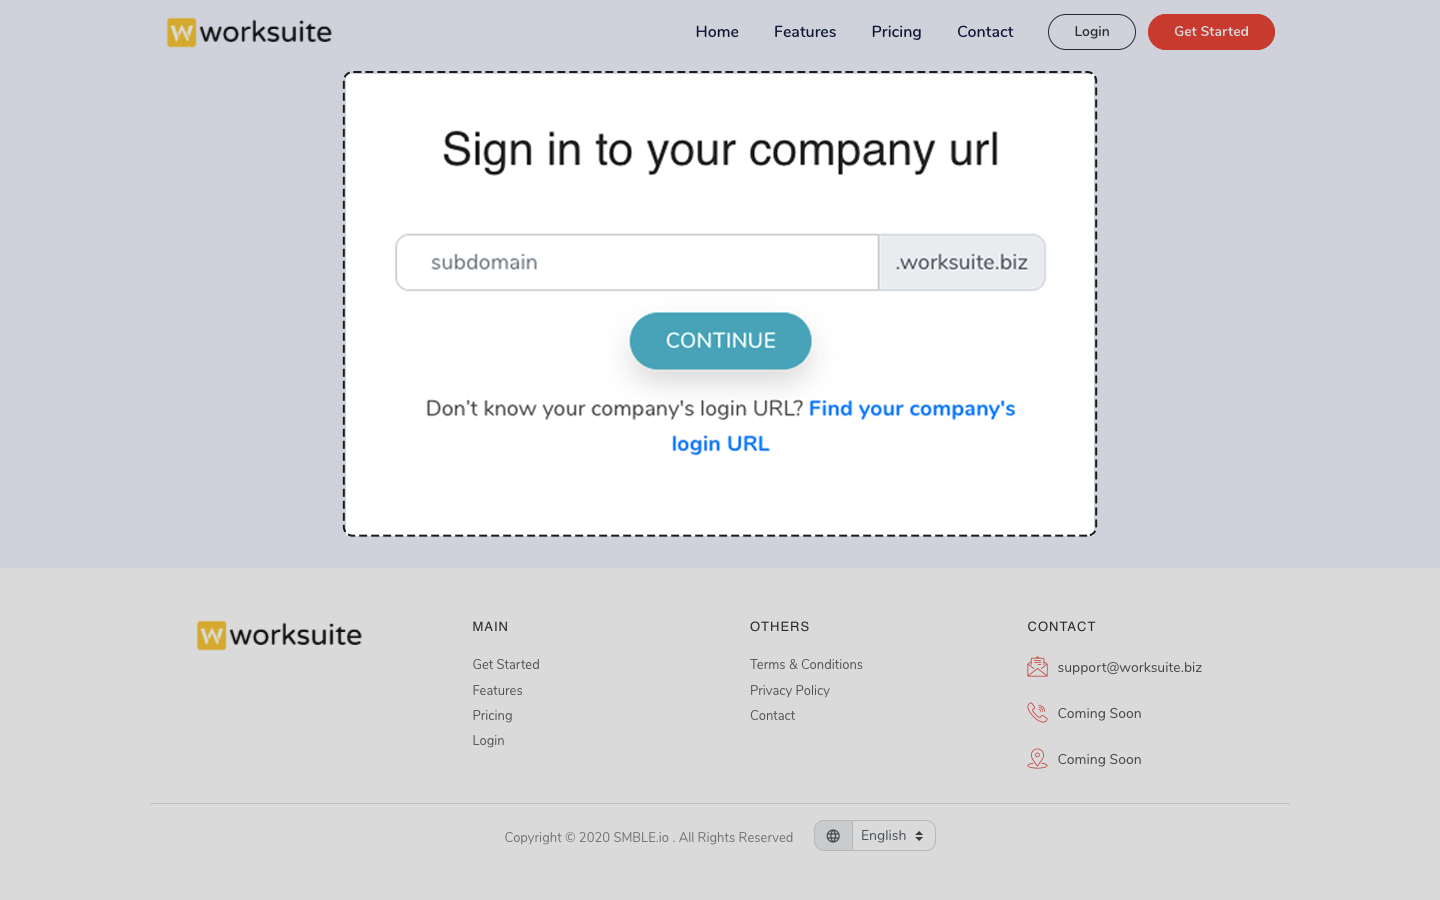 W worksuite
Home Features Pricing Contact Login Get Started
Sign in to your company url
subdomain .worksuite.biz
CONTINUE
Don't know your company's login URL? Find your company's
login URL
W worksuite
MAIN
Get Started
Features
Pricing
Login
OTHERS
Terms & Conditions
Privacy Policy
Contact
CONTACT
support@worksuite.biz
Coming Soon
Coming Soon
Copyright © 2020 SMBLE.io . All Rights Reserved English